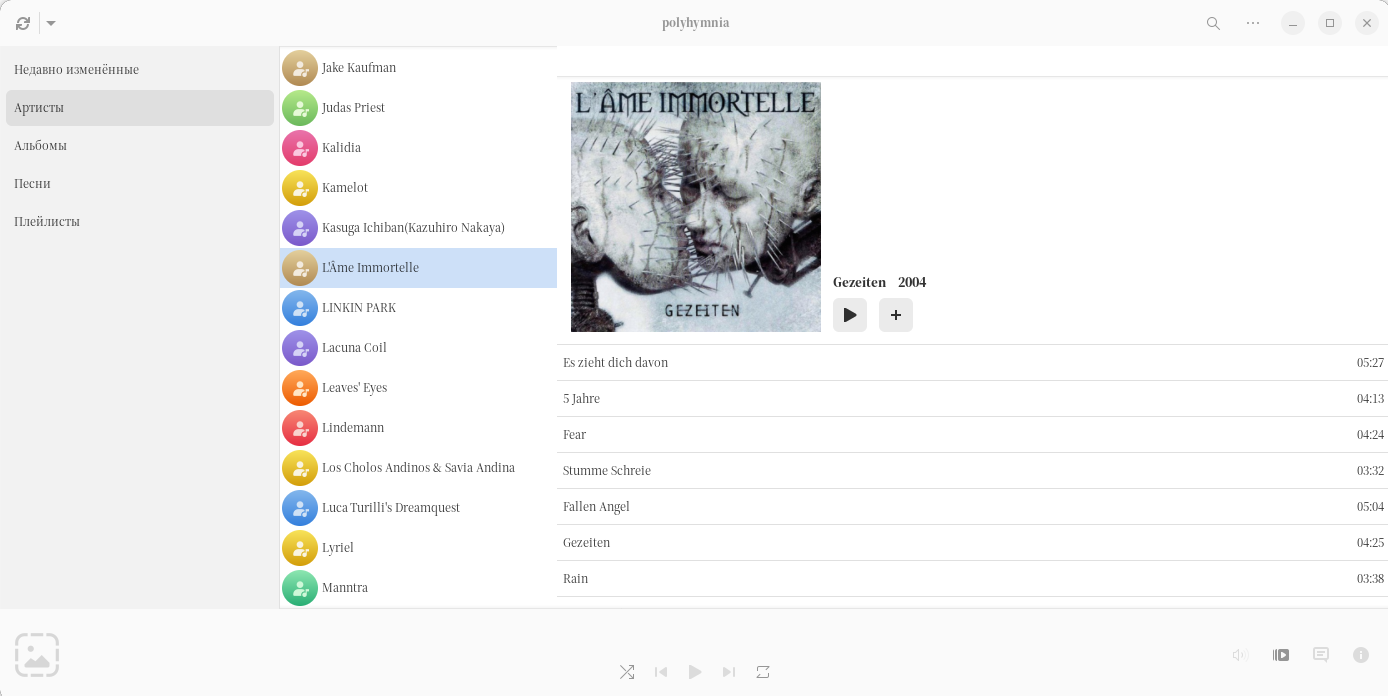 polyhymnia
Недавно изменённые
Артисты
Альбомы
Песни
Плейлисты
Jake Kaufman
Judas Priest
Kalidia
Kamelot
Kasuga Ichiban(Kazuhiro Nakaya)
L'Âme Immortelle
LINKIN PARK
Lacuna Coil
Leaves' Eyes
Lindemann
Los Cholos Andinos & Savia Andina
Luca Turilli's Dreamquest
Lyriel
Manntra
L'ÂME IMMORTELLE
GEZEITEN
Gezeiten 2004
Es zieht dich davon 05:27
5 Jahre 04:13
Fear 04:24
Stumme Schreie 03:32
Fallen Angel 05:04
Gezeiten 04:25
Rain 03:38